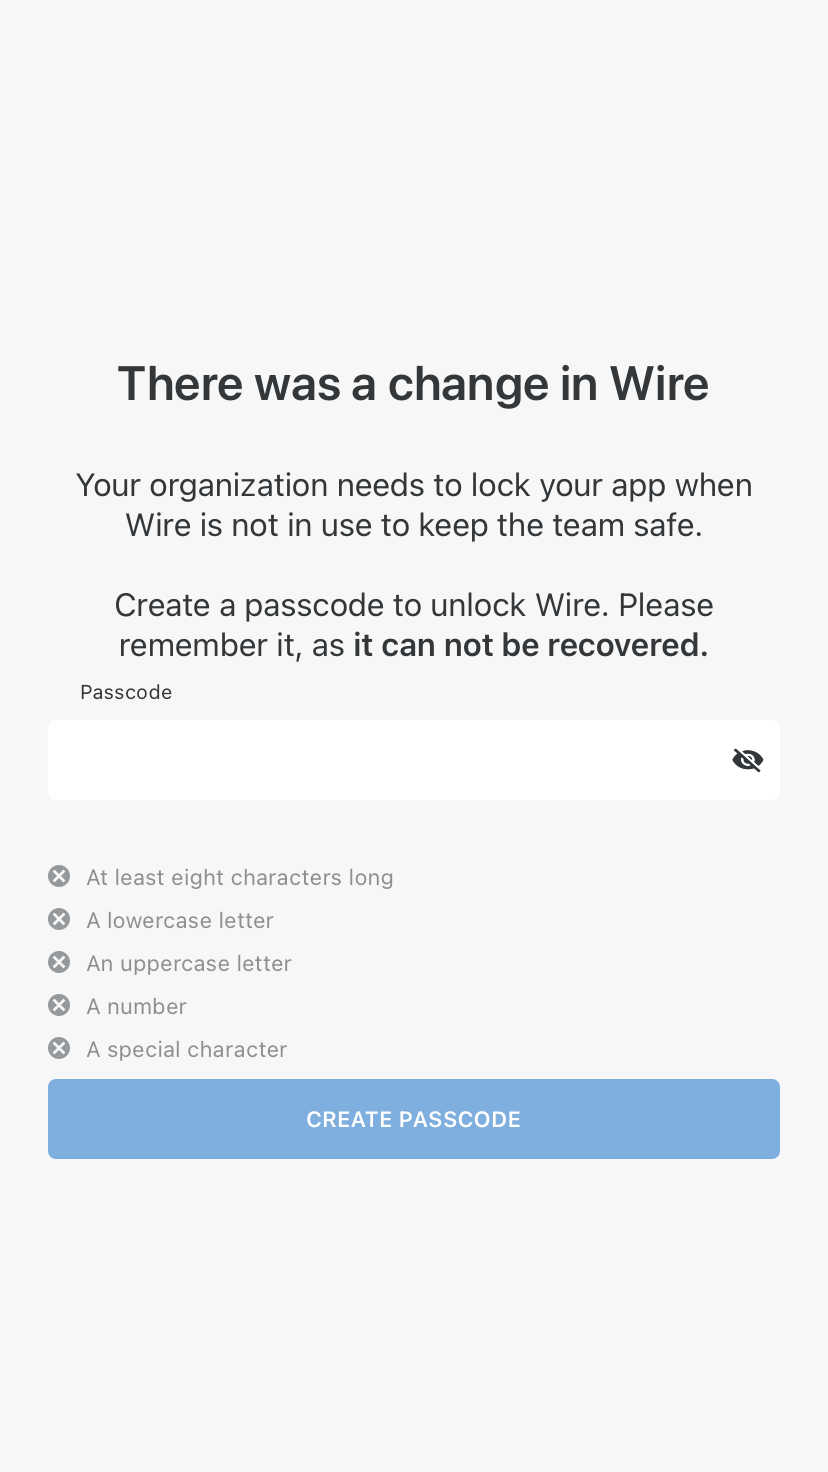 There was a change in Wire
Your organization needs to lock your app when
Wire is not in use to keep the team safe.
Create a passcode to unlock Wire. Please
remember it, as it can not be recovered.
Passcode
At least eight characters long
A lowercase letter
An uppercase letter
A number
A special character
CREATE PASSCODE